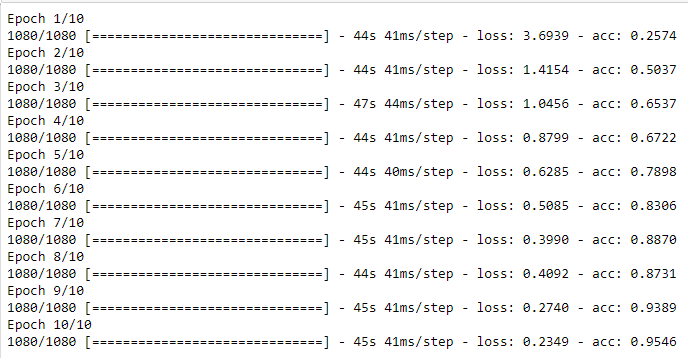 Epoch 1/10
1080/1080 [==============================] - 44s 41ms/step - loss: 3.6939 - acc: 0.2574
Epoch 2/10
1080/1080 [==============================] - 44s 41ms/step - loss: 1.4154 - acc: 0.5037
Epoch 3/10
1080/1080 [==============================] - 47s 44ms/step - loss: 1.0456 - acc: 0.6537
Epoch 4/10
1080/1080 [==============================] - 44s 41ms/step - loss: 0.8799 - acc: 0.6722
Epoch 5/10
1080/1080 [==============================] - 44s 40ms/step - loss: 0.6285 - acc: 0.7898
Epoch 6/10
1080/1080 [==============================] - 45s 41ms/step - loss: 0.5085 - acc: 0.8306
Epoch 7/10
1080/1080 [==============================] - 45s 41ms/step - loss: 0.3990 - acc: 0.8870
Epoch 8/10
1080/1080 [==============================] - 44s 41ms/step - loss: 0.4092 - acc: 0.8731
Epoch 9/10
1080/1080 [==============================] - 45s 41ms/step - loss: 0.2740 - acc: 0.9389
Epoch 10/10
1080/1080 [==============================] - 45s 41ms/step - loss: 0.2349 - acc: 0.9546